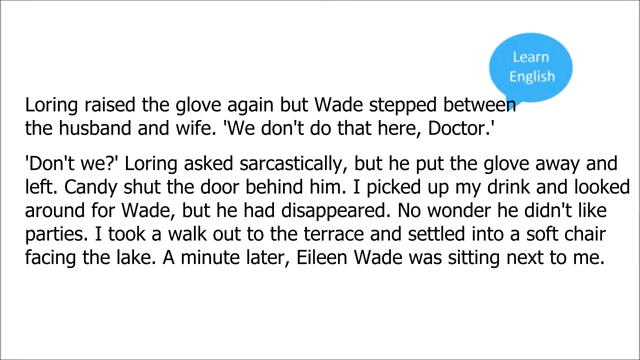 Learn
English
Loring raised the glove again but Wade stepped between
the husband and wife. 'We don't do that here, Doctor.'
'Don't we?' Loring asked sarcastically, but he put the glove away and
left. Candy shut the door behind him. I picked up my drink and looked
around for Wade, but he had disappeared. No wonder he didn't like
parties. I took a walk out to the terrace and settled into a soft chair
facing the lake. A minute later, Eileen Wade was sitting next to me.